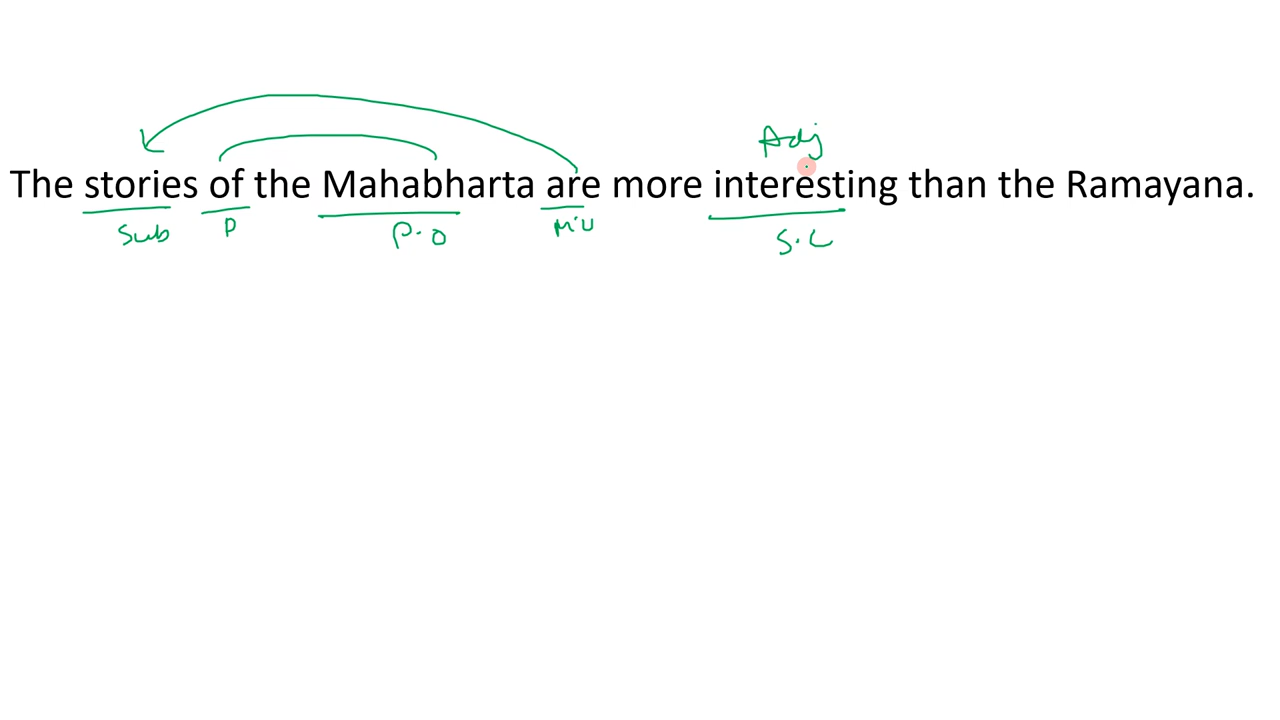 Adj
The stories of the Mahabharta are more interesting than the Ramayana.
Sub P P.O M.V S.C